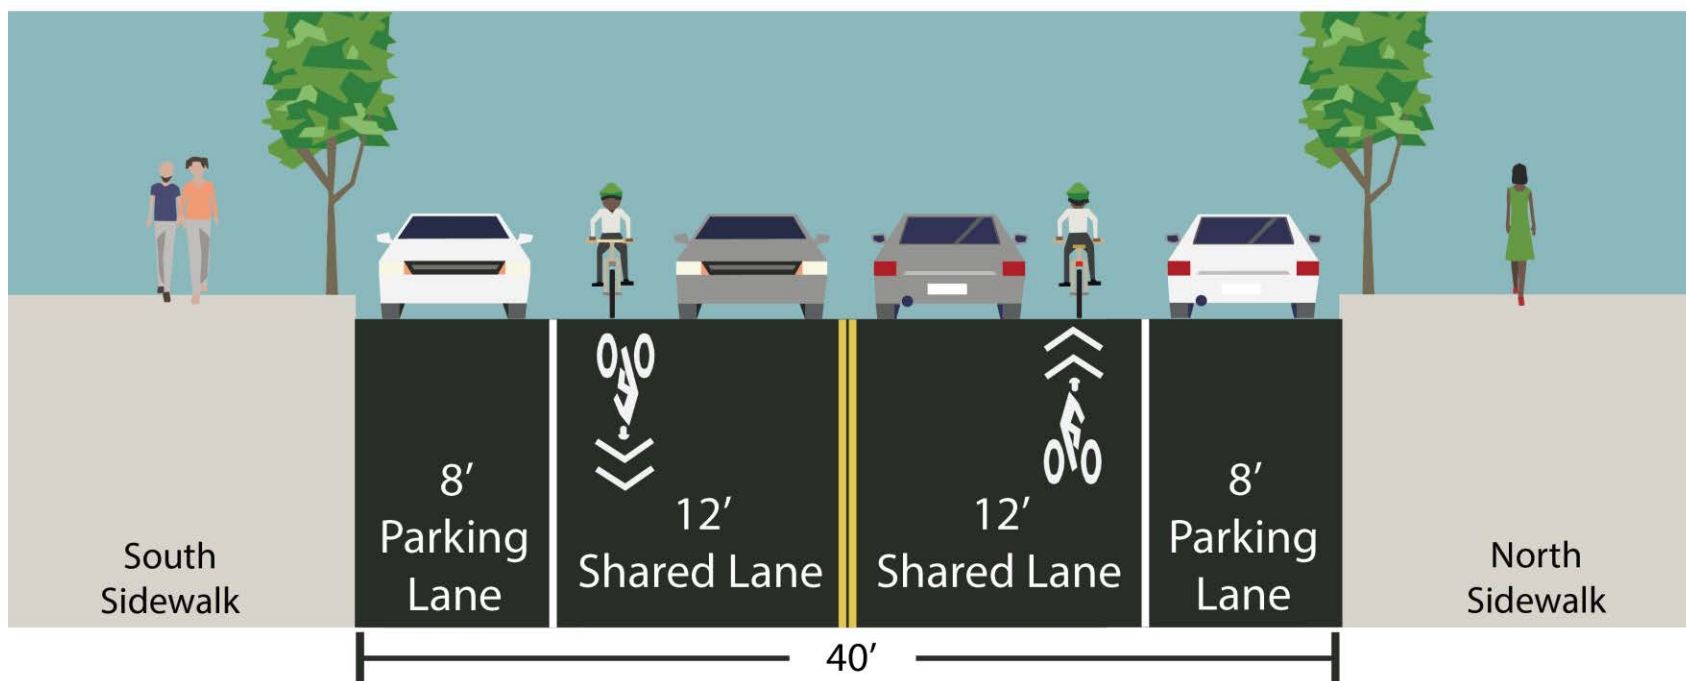 South
Sidewalk
8’
Parking
Lane
12’
Shared Lane
12’
Shared Lane
8’
Parking
Lane
North
Sidewalk
40’